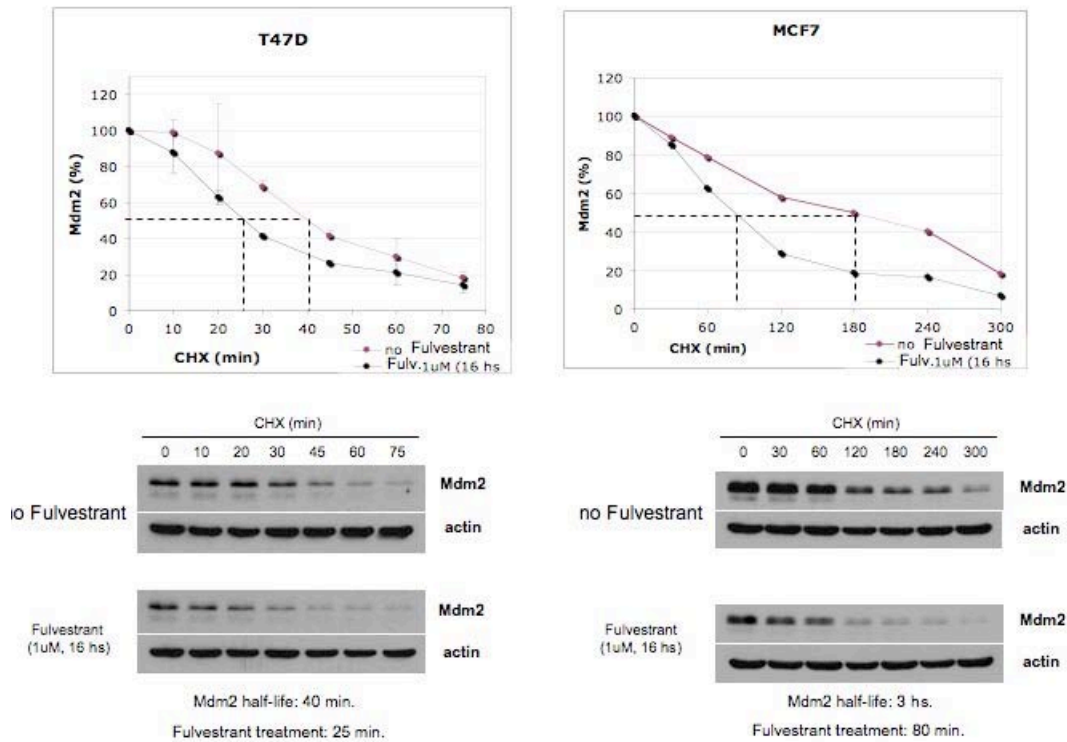 T47D
120
100
80
60
40
20
0
Mdm2 (%)
0 10 20 30 40 50 60 70 80
CHX (min)
no Fulvestrant
Fulv.1uM (16 hs
MCF7
120
100
80
60
40
20
0
Mdm2 (%)
0 60 120 180 240 300
CHX (min)
no Fulvestrant
Fulv.1uM (16 hs
CHX (min)
0 10 20 30 45 60 75
no Fulvestrant
Mdm2
actin
Fulvestrant
(1uM, 16 hs)
Mdm2
actin
Mdm2 half-life: 40 min.
Fulvestrant treatment: 25 min.
CHX (min)
0 30 60 120 180 240 300
no Fulvestrant
Mdm2
actin
Fulvestrant
(1uM, 16 hs)
Mdm2
actin
Mdm2 half-life: 3 hs.
Fulvestrant treatment: 80 min.